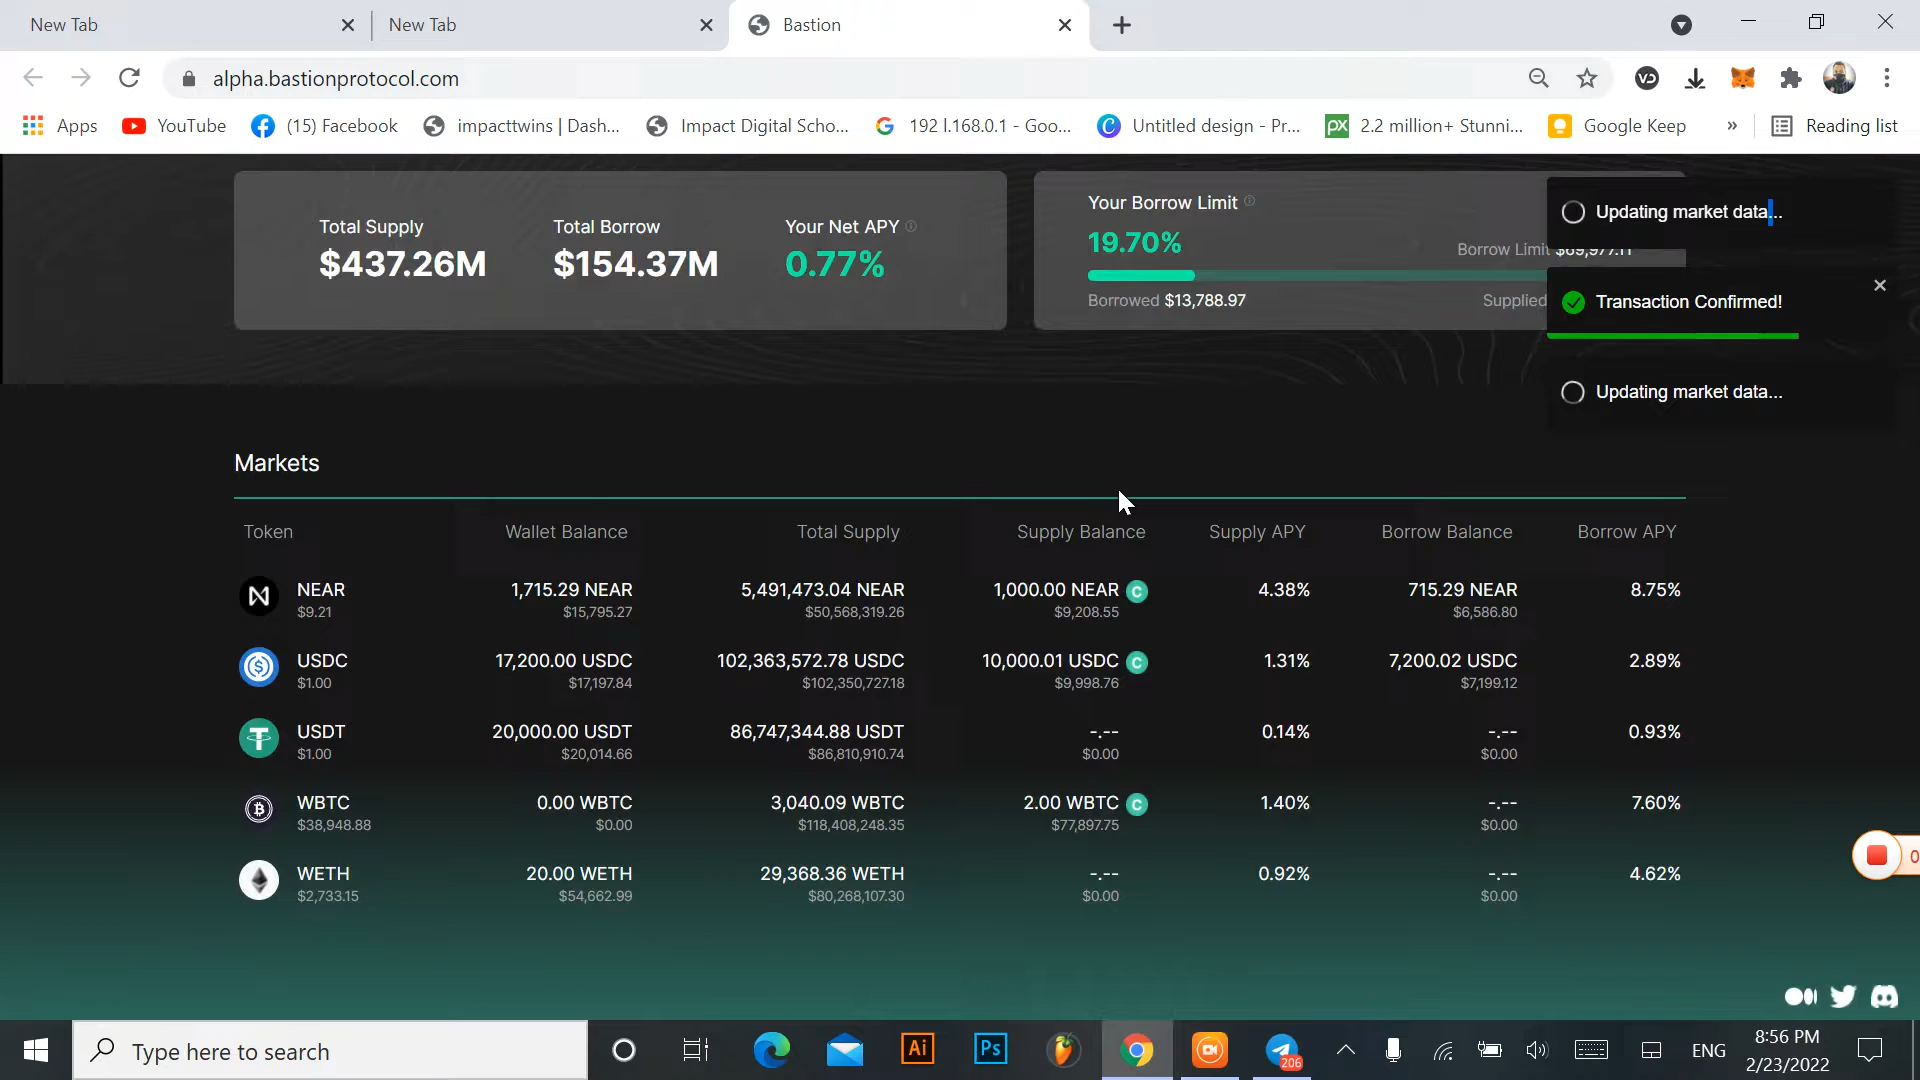 New Tab
New Tab
Bastion
alpha.bastionprotocol.com
Apps
YouTube
(15) Facebook
impacttwins | Dash...
Impact Digital Scho...
192 l.168.0.1 - Goo...
Untitled design - Pr...
2.2 million+ Stunni...
Google Keep
»
Reading list
Total Supply
$437.26M
Total Borrow
$154.37M
Your Net APY
0.77%
Your Borrow Limit
19.70%
Borrow Limit $69,977.11
Borrowed $13,788.97
Supplied
Updating market data...
Transaction Confirmed!
Updating market data...
Markets
Token Wallet Balance Total Supply Supply Balance Supply APY Borrow Balance Borrow APY
NEAR 1,715.29 NEAR 5,491,473.04 NEAR 1,000.00 NEAR C 4.38% 715.29 NEAR 8.75%
$9.21 $15,795.27 $50,568,319.26 $9,208.55 $6,586.80
USDC 17,200.00 USDC 102,363,572.78 USDC 10,000.01 USDC C 1.31% 7,200.02 USDC 2.89%
$1.00 $17,197.84 $102,350,727.18 $9,998.76 $7,199.12
USDT 20,000.00 USDT 86,747,344.88 USDT -.-- 0.14% -.-- 0.93%
$1.00 $20,014.66 $86,810,910.74 $0.00 $0.00
WBTC 0.00 WBTC 3,040.09 WBTC 2.00 WBTC C 1.40% -.-- 7.60%
$38,948.88 $0.00 $118,408,248.35 $77,897.75 $0.00
WETH 20.00 WETH 29,368.36 WETH -.-- 0.92% -.-- 4.62%
$2,733.15 $54,662.99 $80,268,107.30 $0.00 $0.00
0
Type here to search
Ai
Ps
206
ENG
8:56 PM
2/23/2022